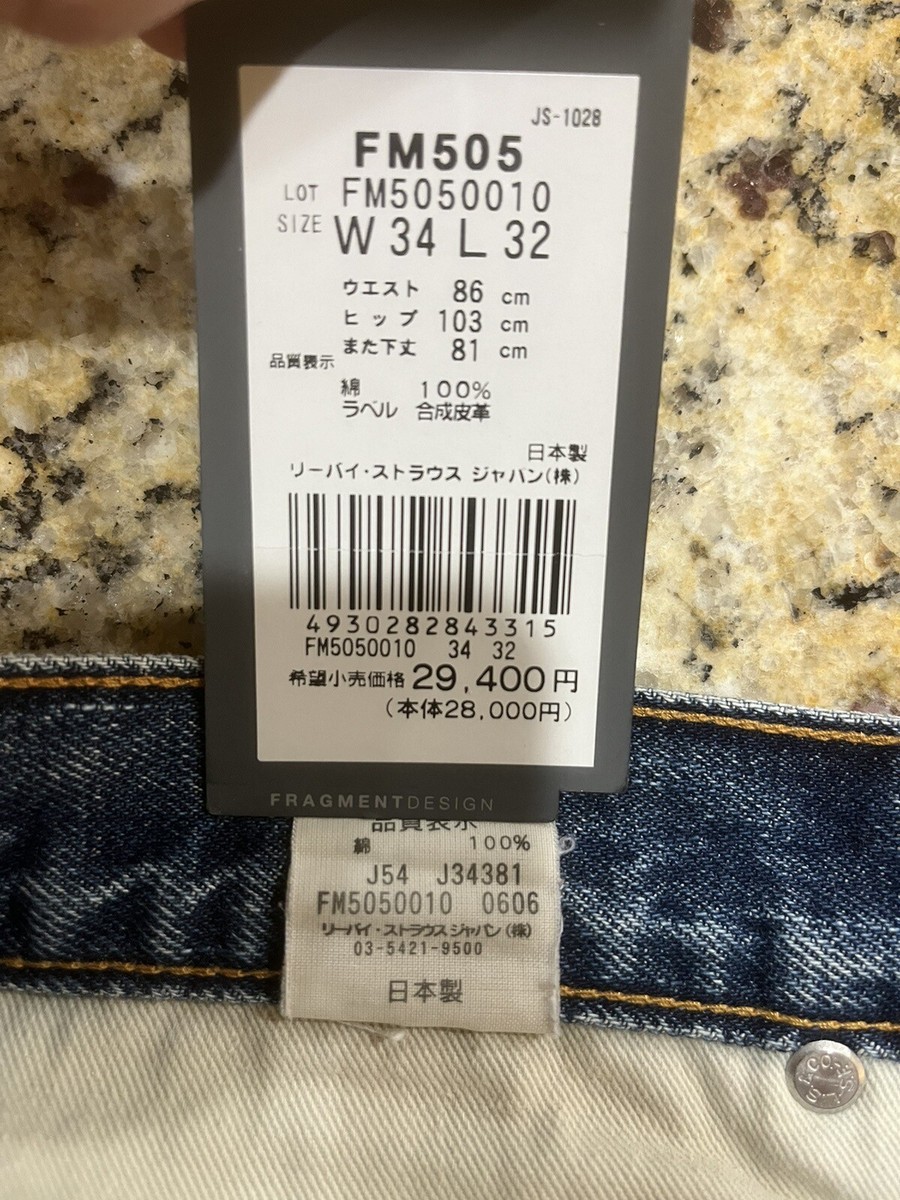 JS-1028
FM505
LOT FM5050010
SIZE W 34 L 32
ウエスト 86 cm
ヒップ 103 cm
また下丈 81 cm
品質表示
綿 100%
ラベル 合成皮革
日本製
リーバイ・ストラウス ジャパン(株)
4930282843315
FM5050010 34 32
希望小売価格 29,400円
(本体28,000円)
FRAGMENTDESIGN
品質表示
綿 100%
J54 J34381
FM5050010 0606
リーバイ・ストラウス ジャパン(株)
03-5421-9500
日本製